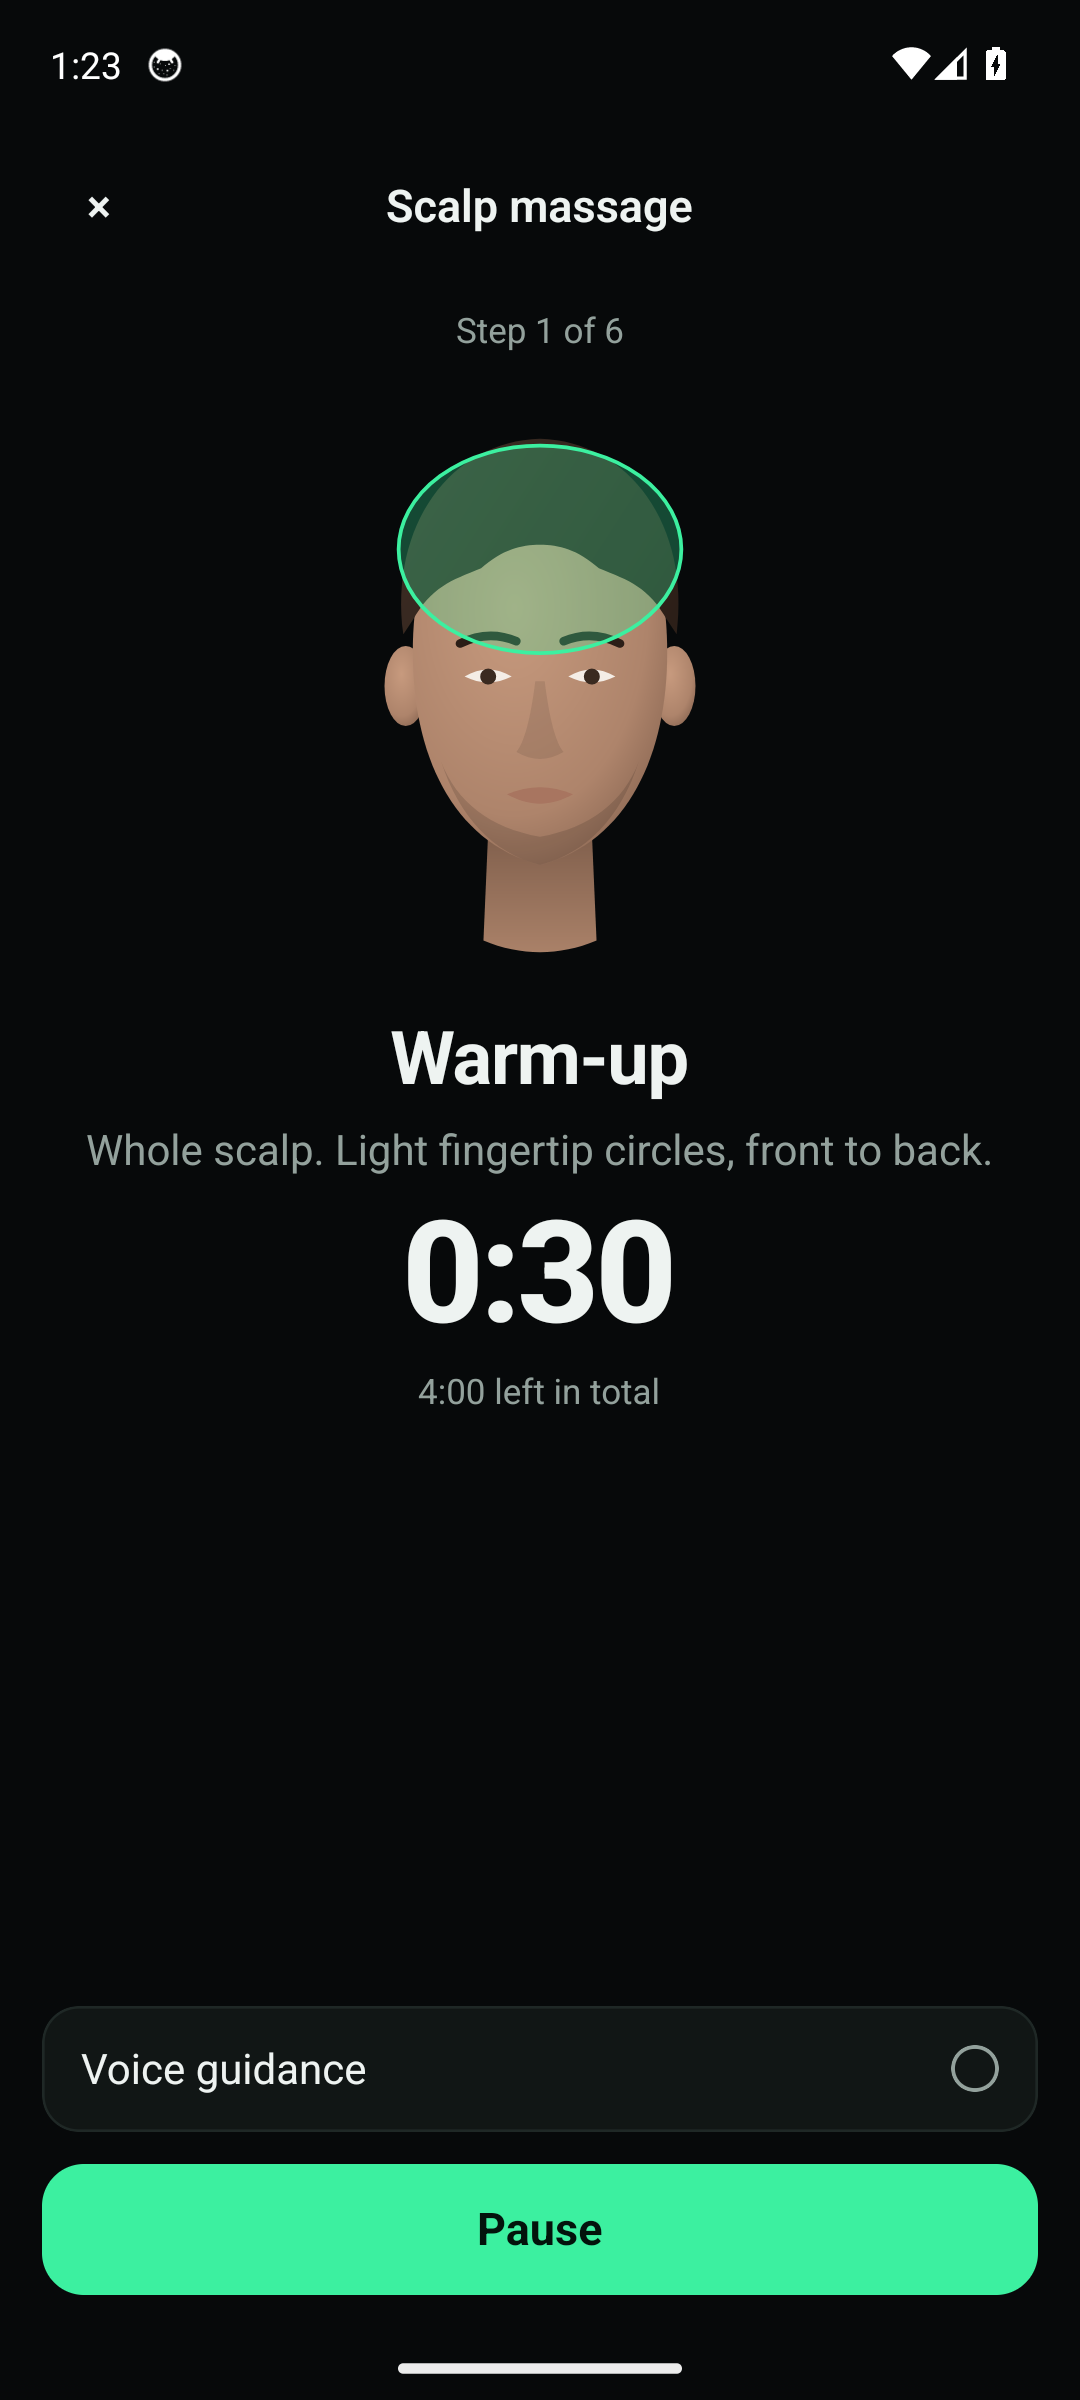 1:23
×
Scalp massage
Step 1 of 6
Warm-up
Whole scalp. Light fingertip circles, front to back.
0:30
4:00 left in total
Voice guidance
Pause